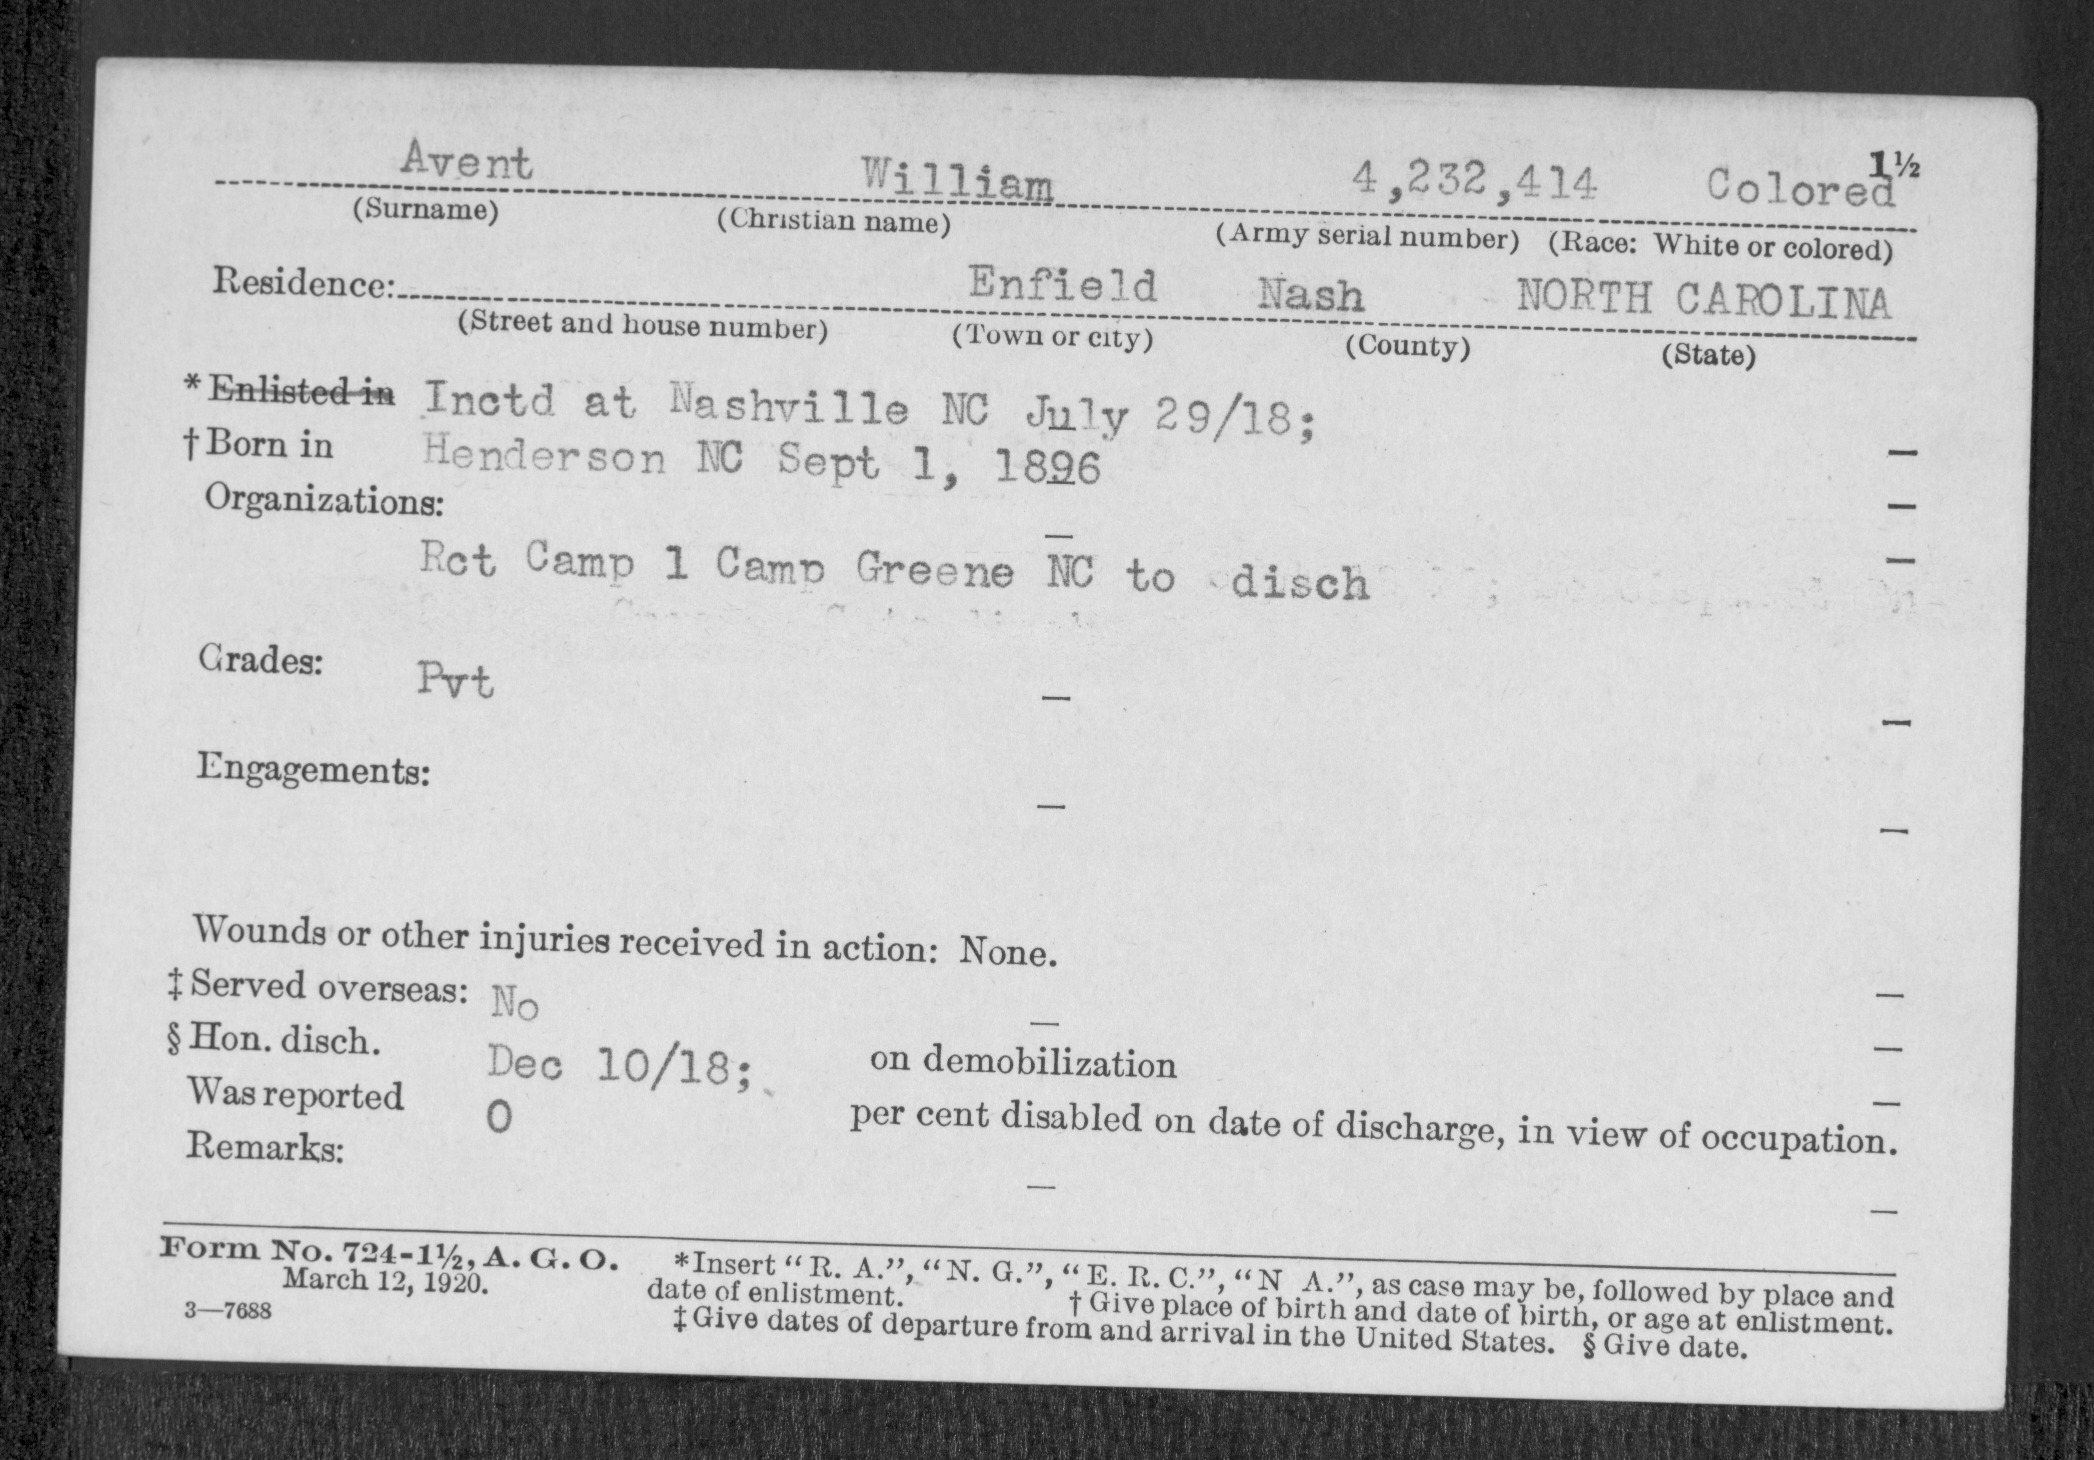 1½
Avent William 4,232,414 Colored
(Surname) (Christian name) (Army serial number) (Race: White or colored)
Residence: Enfield Nash NORTH CAROLINA
(Street and house number) (Town or city) (County) (State)
* Enlisted in Inctd at Nashville NC July 29/18;
† Born in Henderson NC Sept 1, 1896
Organizations:
Rct Camp 1 Camp Greene NC to disch
Grades: Pvt
Engagements:
Wounds or other injuries received in action: None.
‡ Served overseas: No
§ Hon. disch. Dec 10/18; on demobilization
Was reported 0 per cent disabled on date of discharge, in view of occupation.
Remarks:
Form No. 724-1½, A. G. O.
March 12, 1920.
3—7688
*Insert “R. A.”, “N. G.”, “E. R. C.”, “N A.”, as case may be, followed by place and
date of enlistment. † Give place of birth and date of birth, or age at enlistment.
‡ Give dates of departure from and arrival in the United States. § Give date.